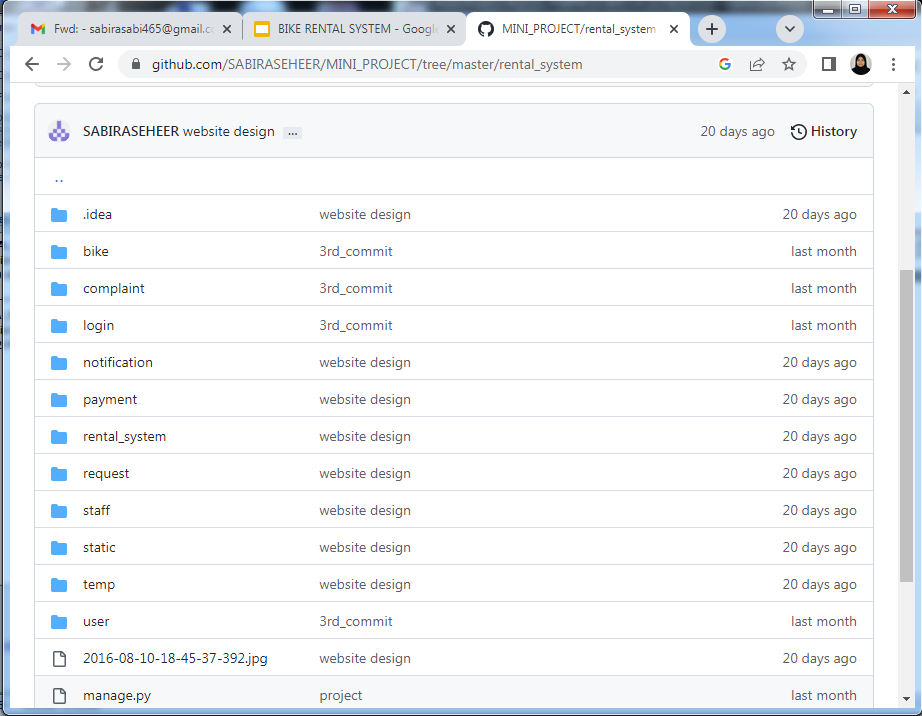 Fwd: - sabirasabi465@gmail.c
BIKE RENTAL SYSTEM - Google
MINI_PROJECT/rental_system
github.com/SABIRASEHEER/MINI_PROJECT/tree/master/rental_system
SABIRASEHEER website design ... 20 days ago History
..
.idea website design 20 days ago
bike 3rd_commit last month
complaint 3rd_commit last month
login 3rd_commit last month
notification website design 20 days ago
payment website design 20 days ago
rental_system website design 20 days ago
request website design 20 days ago
staff website design 20 days ago
static website design 20 days ago
temp website design 20 days ago
user 3rd_commit last month
2016-08-10-18-45-37-392.jpg website design 20 days ago
manage.py project last month